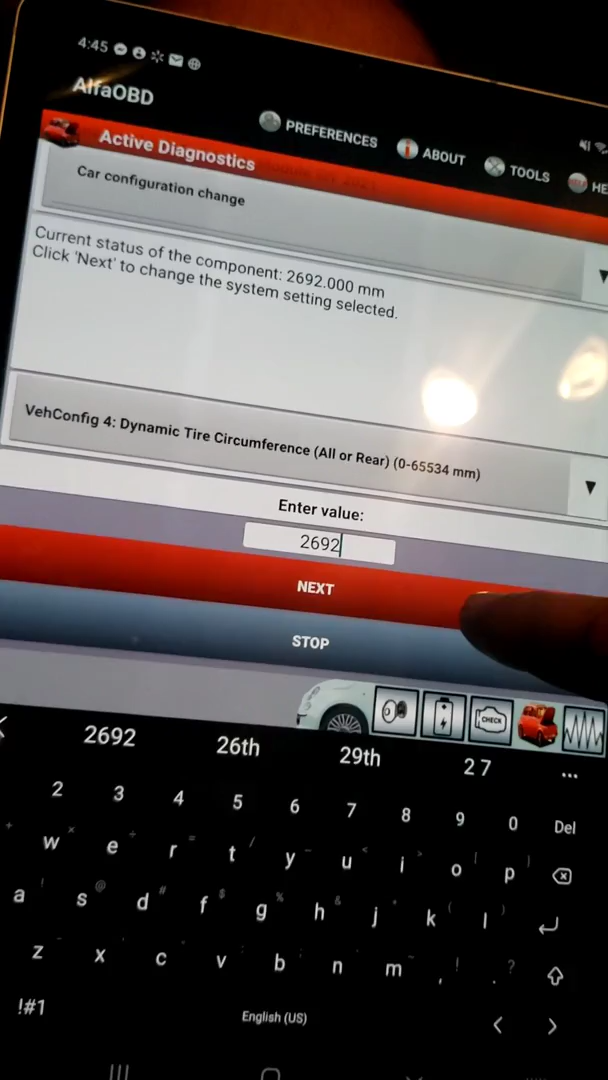 4:45
AlfaOBD
PREFERENCES
ABOUT
TOOLS
HE
Active Diagnostics
Car configuration change
Current status of the component: 2692.000 mm
Click 'Next' to change the system setting selected.
VehConfig 4: Dynamic Tire Circumference (All or Rear) (0-65534 mm)
Enter value:
2692
NEXT
STOP
CHECK
2692 26th 29th 27 ...
2 3 4 5 6 7 8 9 0 Del
w e r t y u i o p
a s d f g h j k l
z x c v b n m , ! . ?
!#1 English (US) < >